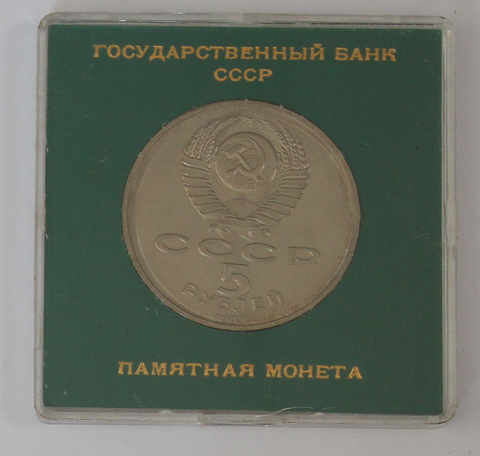 ГОСУДАРСТВЕННЫЙ БАНК
СССР
СССР
5
РУБЛЕЙ
ПАМЯТНАЯ МОНЕТА